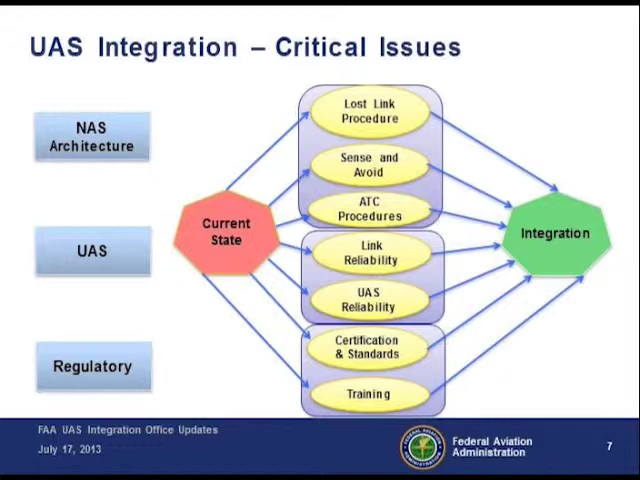 UAS Integration – Critical Issues
NAS
Architecture
UAS
Regulatory
Current
State
Lost Link
Procedure
Sense and
Avoid
ATC
Procedures
Link
Reliability
UAS
Reliability
Certification
& Standards
Training
Integration
FAA UAS Integration Office Updates
July 17, 2013
Federal Aviation
Administration
7